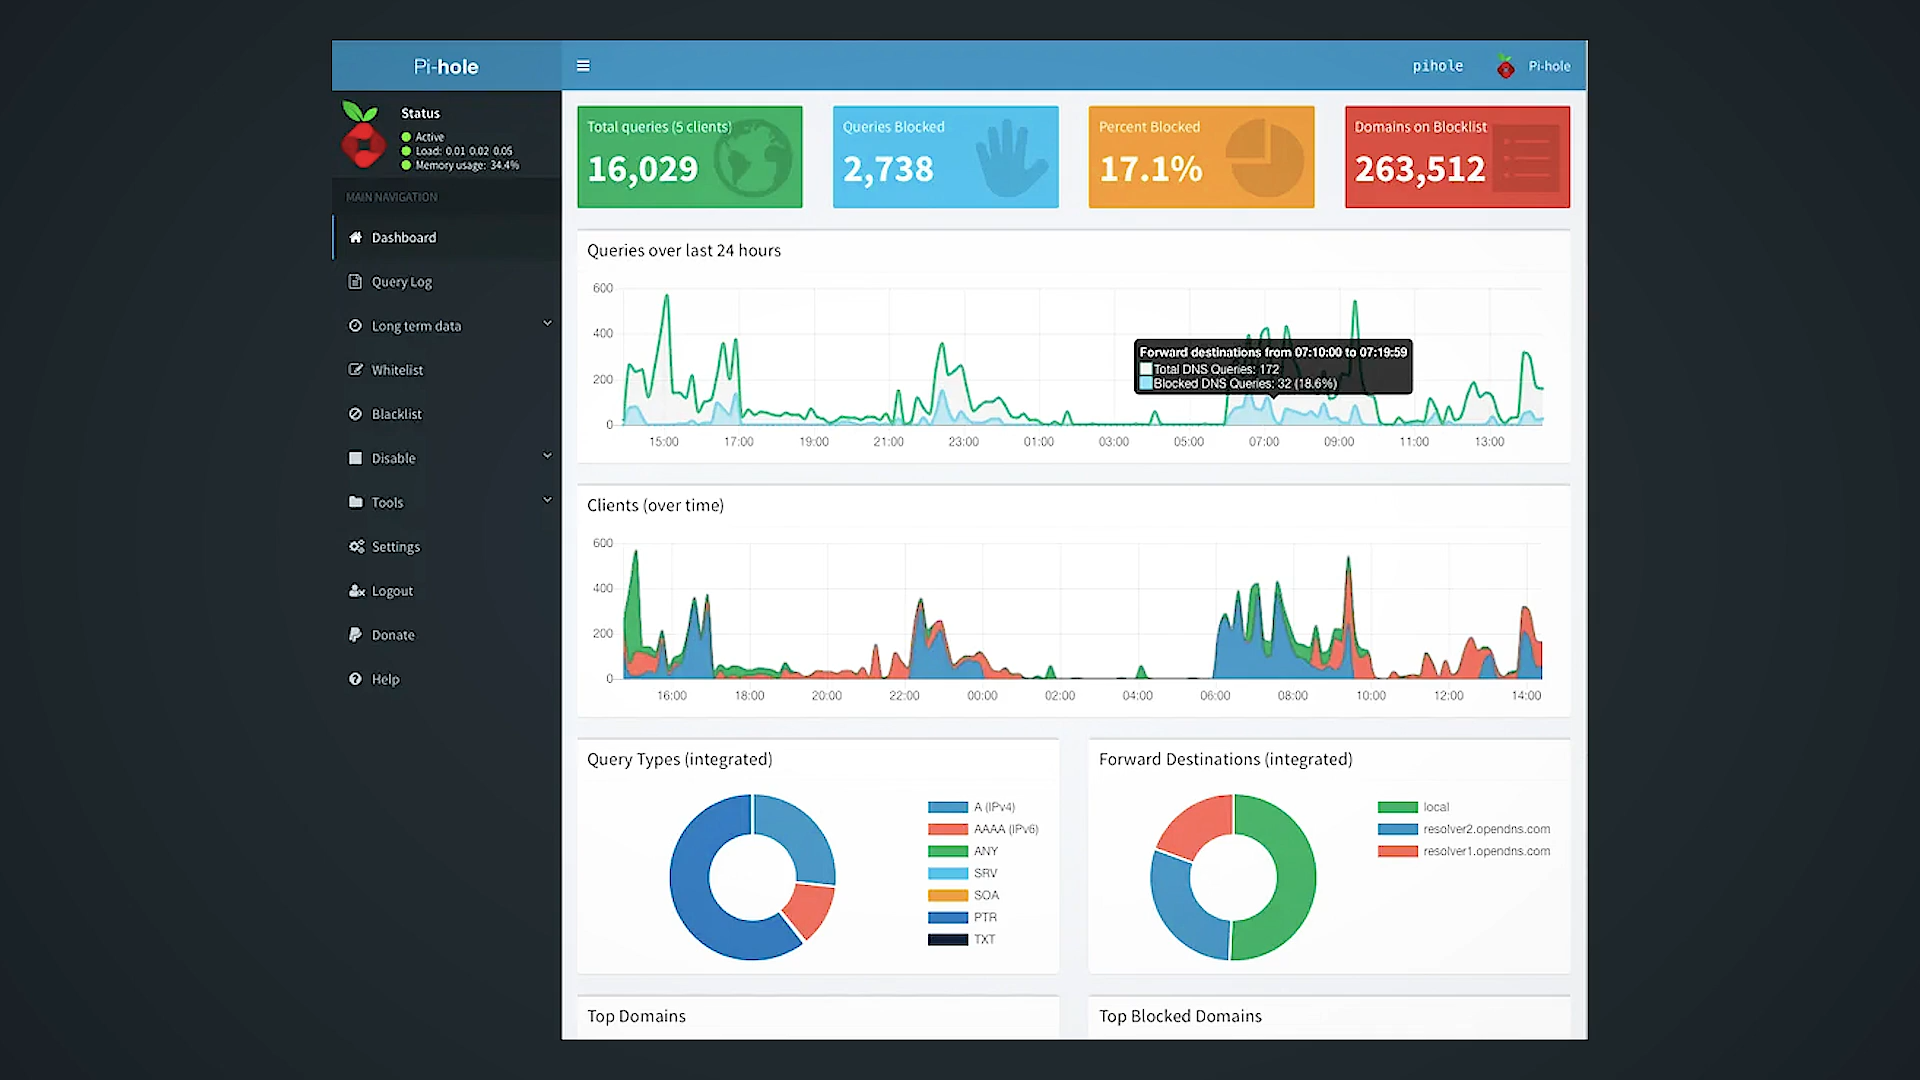 Pi-hole
pihole
Pi-hole
Status
Active
Load: 0.01 0.02 0.05
Memory usage: 34.4%
MAIN NAVIGATION
Dashboard
Query Log
Long term data
Whitelist
Blacklist
Disable
Tools
Settings
Logout
Donate
Help
Total queries (5 clients)
16,029
Queries Blocked
2,738
Percent Blocked
17.1%
Domains on Blocklist
263,512
Queries over last 24 hours
600
400
200
0
15:00 17:00 19:00 21:00 23:00 01:00 03:00 05:00 07:00 09:00 11:00 13:00
Forward destinations from 07:10:00 to 07:19:59
Total DNS Queries: 172
Blocked DNS Queries: 32 (18.6%)
Clients (over time)
600
400
200
0
16:00 18:00 20:00 22:00 00:00 02:00 04:00 06:00 08:00 10:00 12:00 14:00
Query Types (integrated)
A (IPv4)
AAAA (IPv6)
ANY
SRV
SOA
PTR
TXT
Forward Destinations (integrated)
local
resolver2.opendns.com
resolver1.opendns.com
Top Domains
Top Blocked Domains